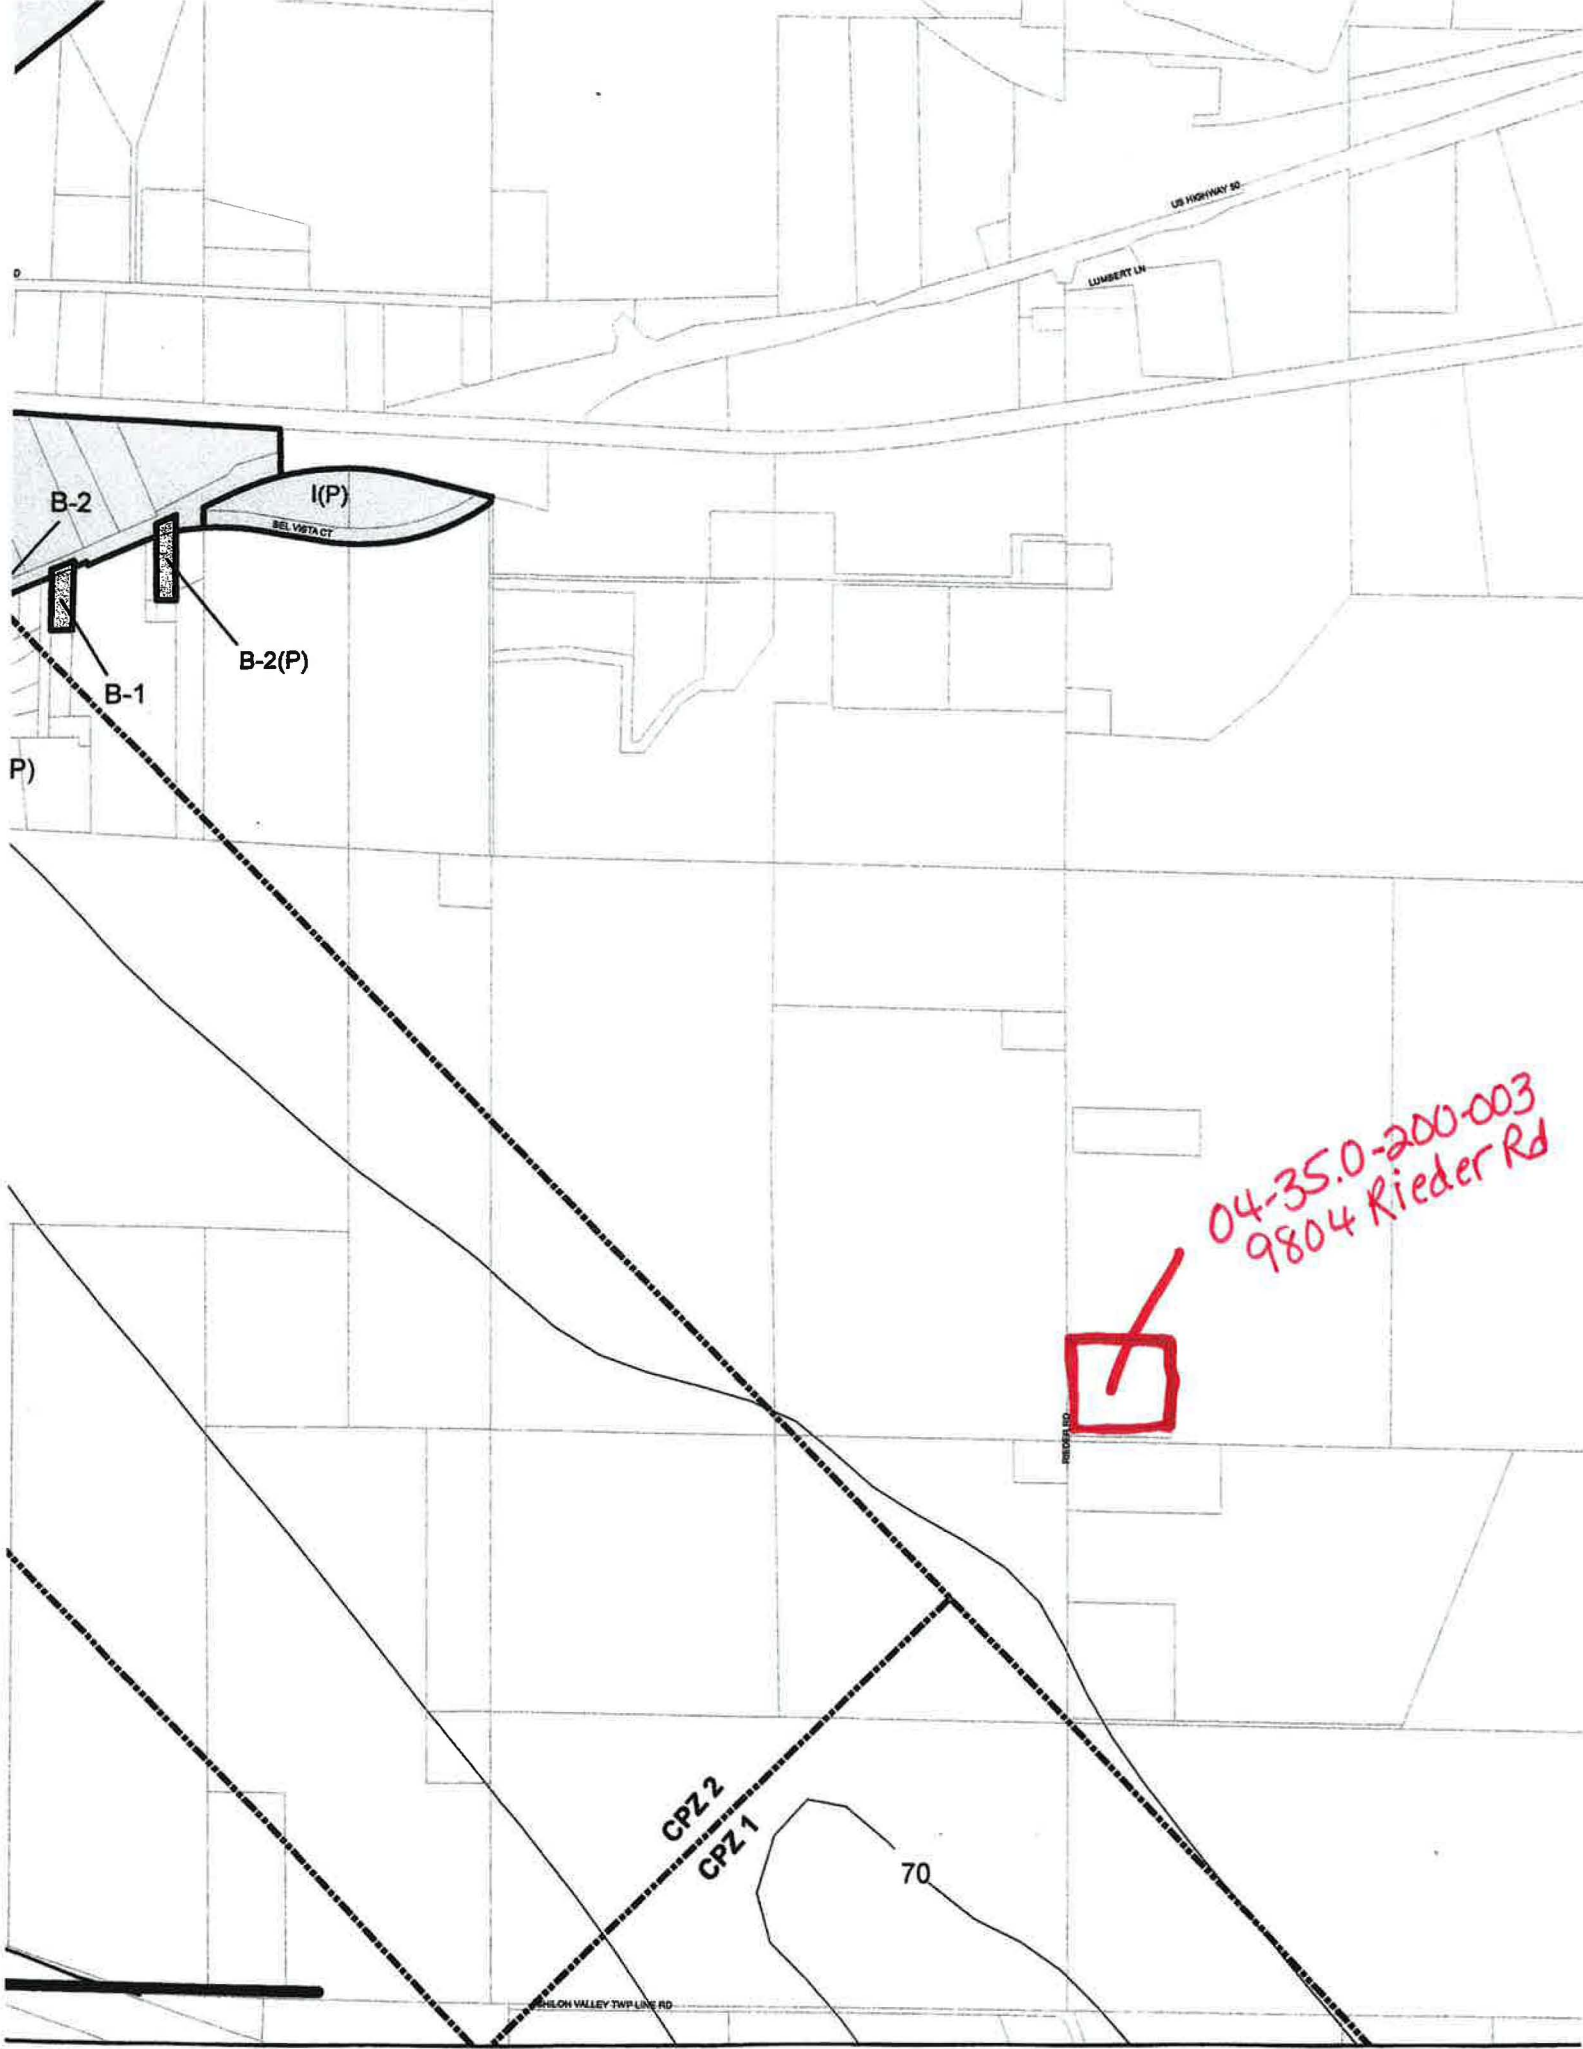 US HIGHWAY 50
LUMBERT LN
D
I(P)
B-2
BEL VISTA CT
B-2(P)
B-1
P)
04-35.0-200-003
9804 Rieder Rd
RIEDER RD
CPZ 2
CPZ 1
70
SHILOH VALLEY TWP LINE RD